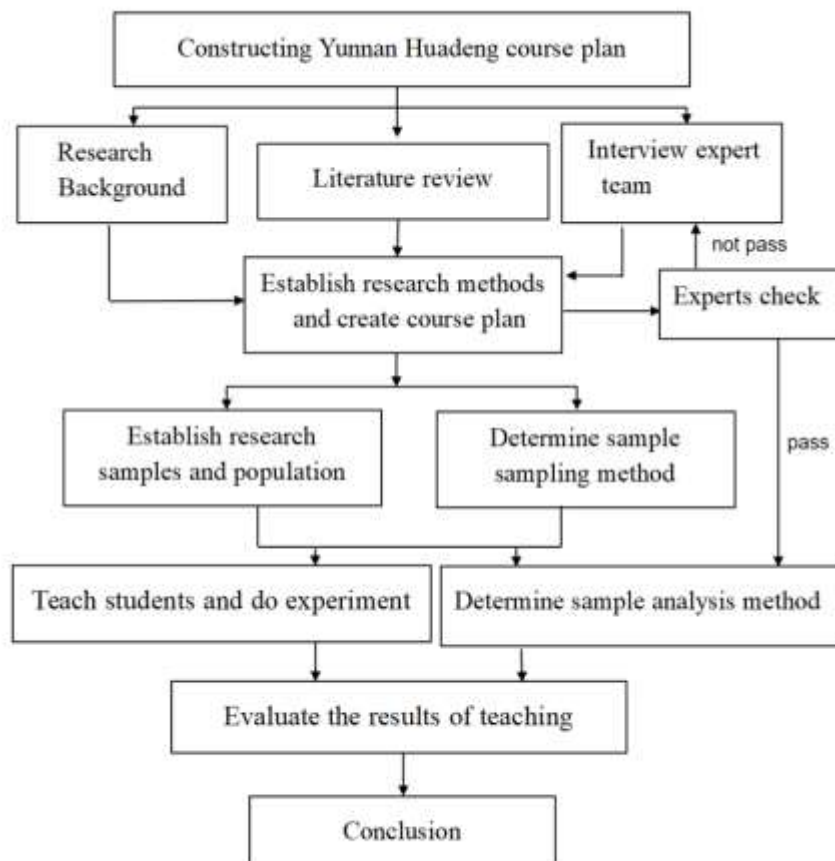 Constructing Yunnan Huadeng course plan
Research
Background
Literature review
Interview expert
team
not pass
Establish research methods
and create course plan
Experts check
Establish research
samples and population
Determine sample
sampling method
pass
Teach students and do experiment
Determine sample analysis method
Evaluate the results of teaching
Conclusion